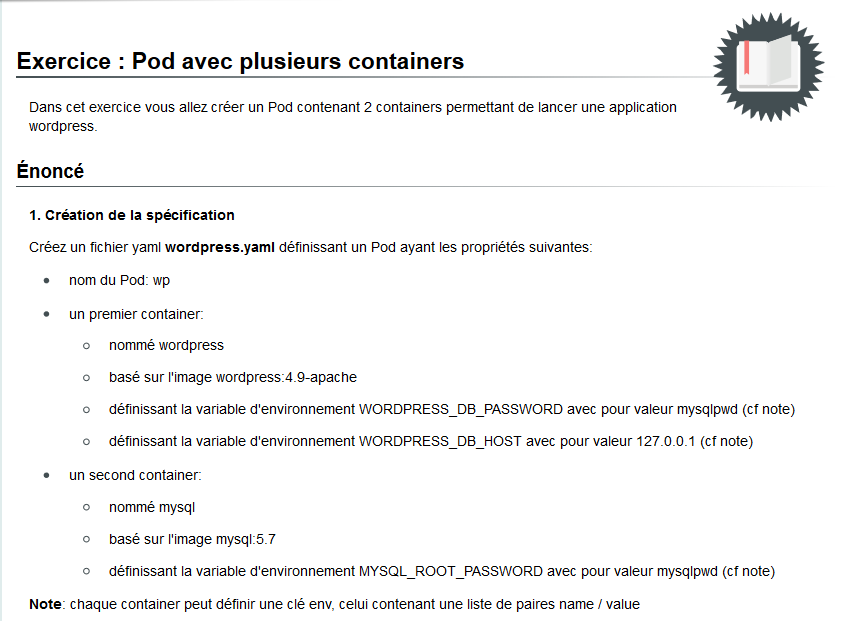 Exercice : Pod avec plusieurs containers
Dans cet exercice vous allez créer un Pod contenant 2 containers permettant de lancer une application
wordpress.
Énoncé
1. Création de la spécification
Créez un fichier yaml wordpress.yaml définissant un Pod ayant les propriétés suivantes:
nom du Pod: wp
un premier container:
nommé wordpress
basé sur l'image wordpress:4.9-apache
définissant la variable d'environnement WORDPRESS_DB_PASSWORD avec pour valeur mysqlpwd (cf note)
définissant la variable d'environnement WORDPRESS_DB_HOST avec pour valeur 127.0.0.1 (cf note)
un second container:
nommé mysql
basé sur l'image mysql:5.7
définissant la variable d'environnement MYSQL_ROOT_PASSWORD avec pour valeur mysqlpwd (cf note)
Note: chaque container peut définir une clé env, celui contenant une liste de paires name / value